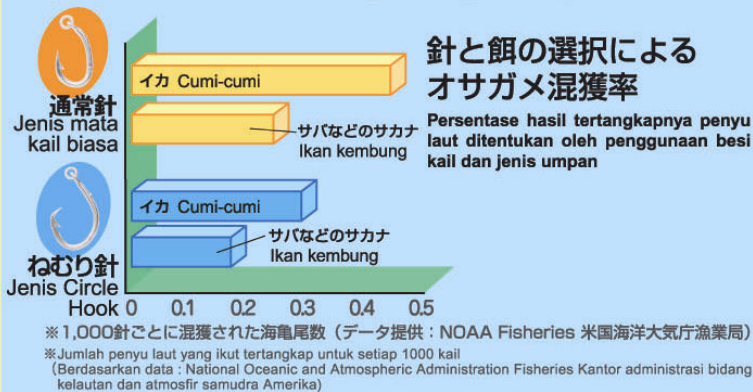 針と餌の選択による
オサガメ混獲率
Persentase hasil tertangkapnya penyu
laut ditentukan oleh penggunaan besi
kail dan jenis umpan
通常針
Jenis mata
kail biasa
イカ Cumi-cumi
サバなどのサカナ
Ikan kembung
ねむり針
Jenis Circle
Hook
イカ Cumi-cumi
サバなどのサカナ
Ikan kembung
0 0.1 0.2 0.3 0.4 0.5
※1,000針ごとに混獲された海亀尾数（データ提供：NOAA Fisheries 米国海洋大気庁漁業局）
※Jumlah penyu laut yang ikut tertangkap untuk setiap 1000 kail
（Berdasarkan data : National Oceanic and Atmospheric Administration Fisheries Kantor administrasi bidang
kelautan dan atmosfir samudra Amerika)